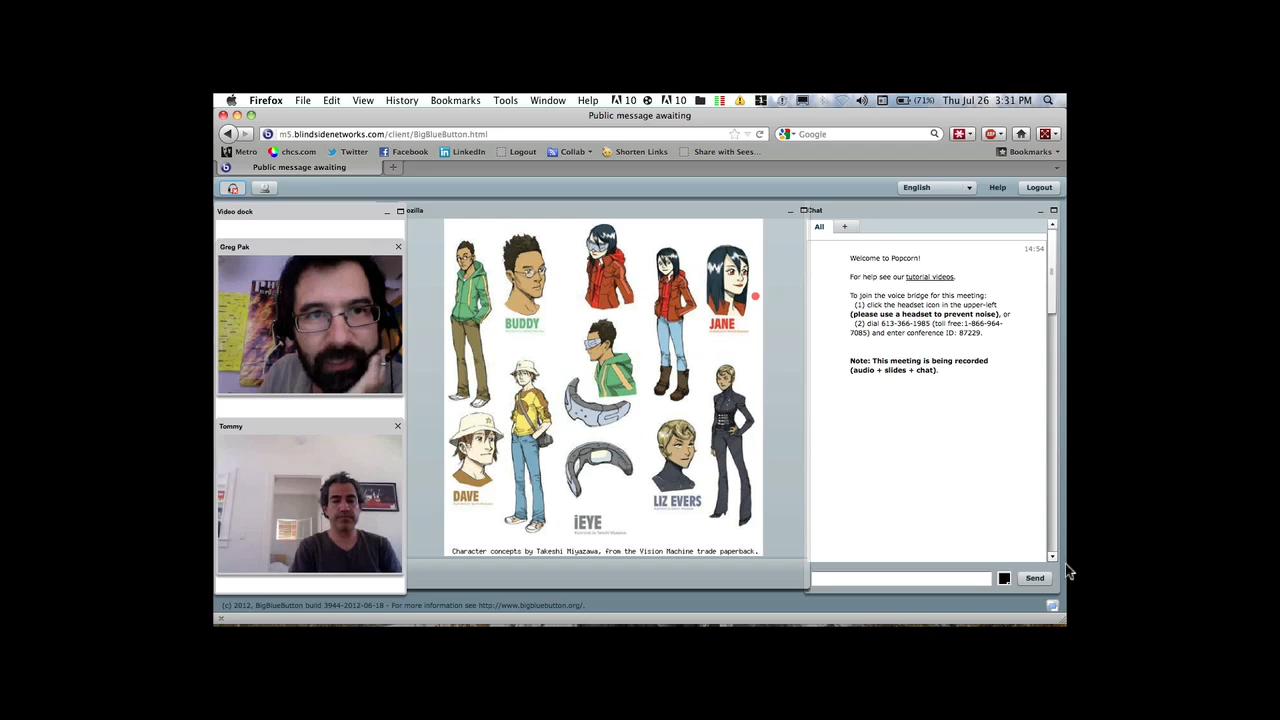 Firefox File Edit View History Bookmarks Tools Window Help 10 10 (71%) Thu Jul 26 3:31 PM
Public message awaiting
m5.blindsidenetworks.com/client/BigBlueButton.html Google
Metro chcs.com Twitter Facebook LinkedIn Logout Collab Shorten Links Share with Sees... Bookmarks
Public message awaiting
English Help Logout
Video dock
ozilla
Chat
All +
Greg Pak
14:54
Welcome to Popcorn!
For help see our tutorial videos.
To join the voice bridge for this meeting:
(1) click the headset icon in the upper-left
(please use a headset to prevent noise), or
(2) dial 613-366-1985 (toll free:1-866-964-
7085) and enter conference ID: 87229.
Note: This meeting is being recorded
(audio + slides + chat).
BUDDY
JANE
Tommy
DAVE
LIZ EVERS
iEYE
Character concepts by Takeshi Miyazawa, from the Vision Machine trade paperback.
Send
(c) 2012, BigBlueButton build 3944-2012-06-18 - For more information see http://www.bigbluebutton.org/.